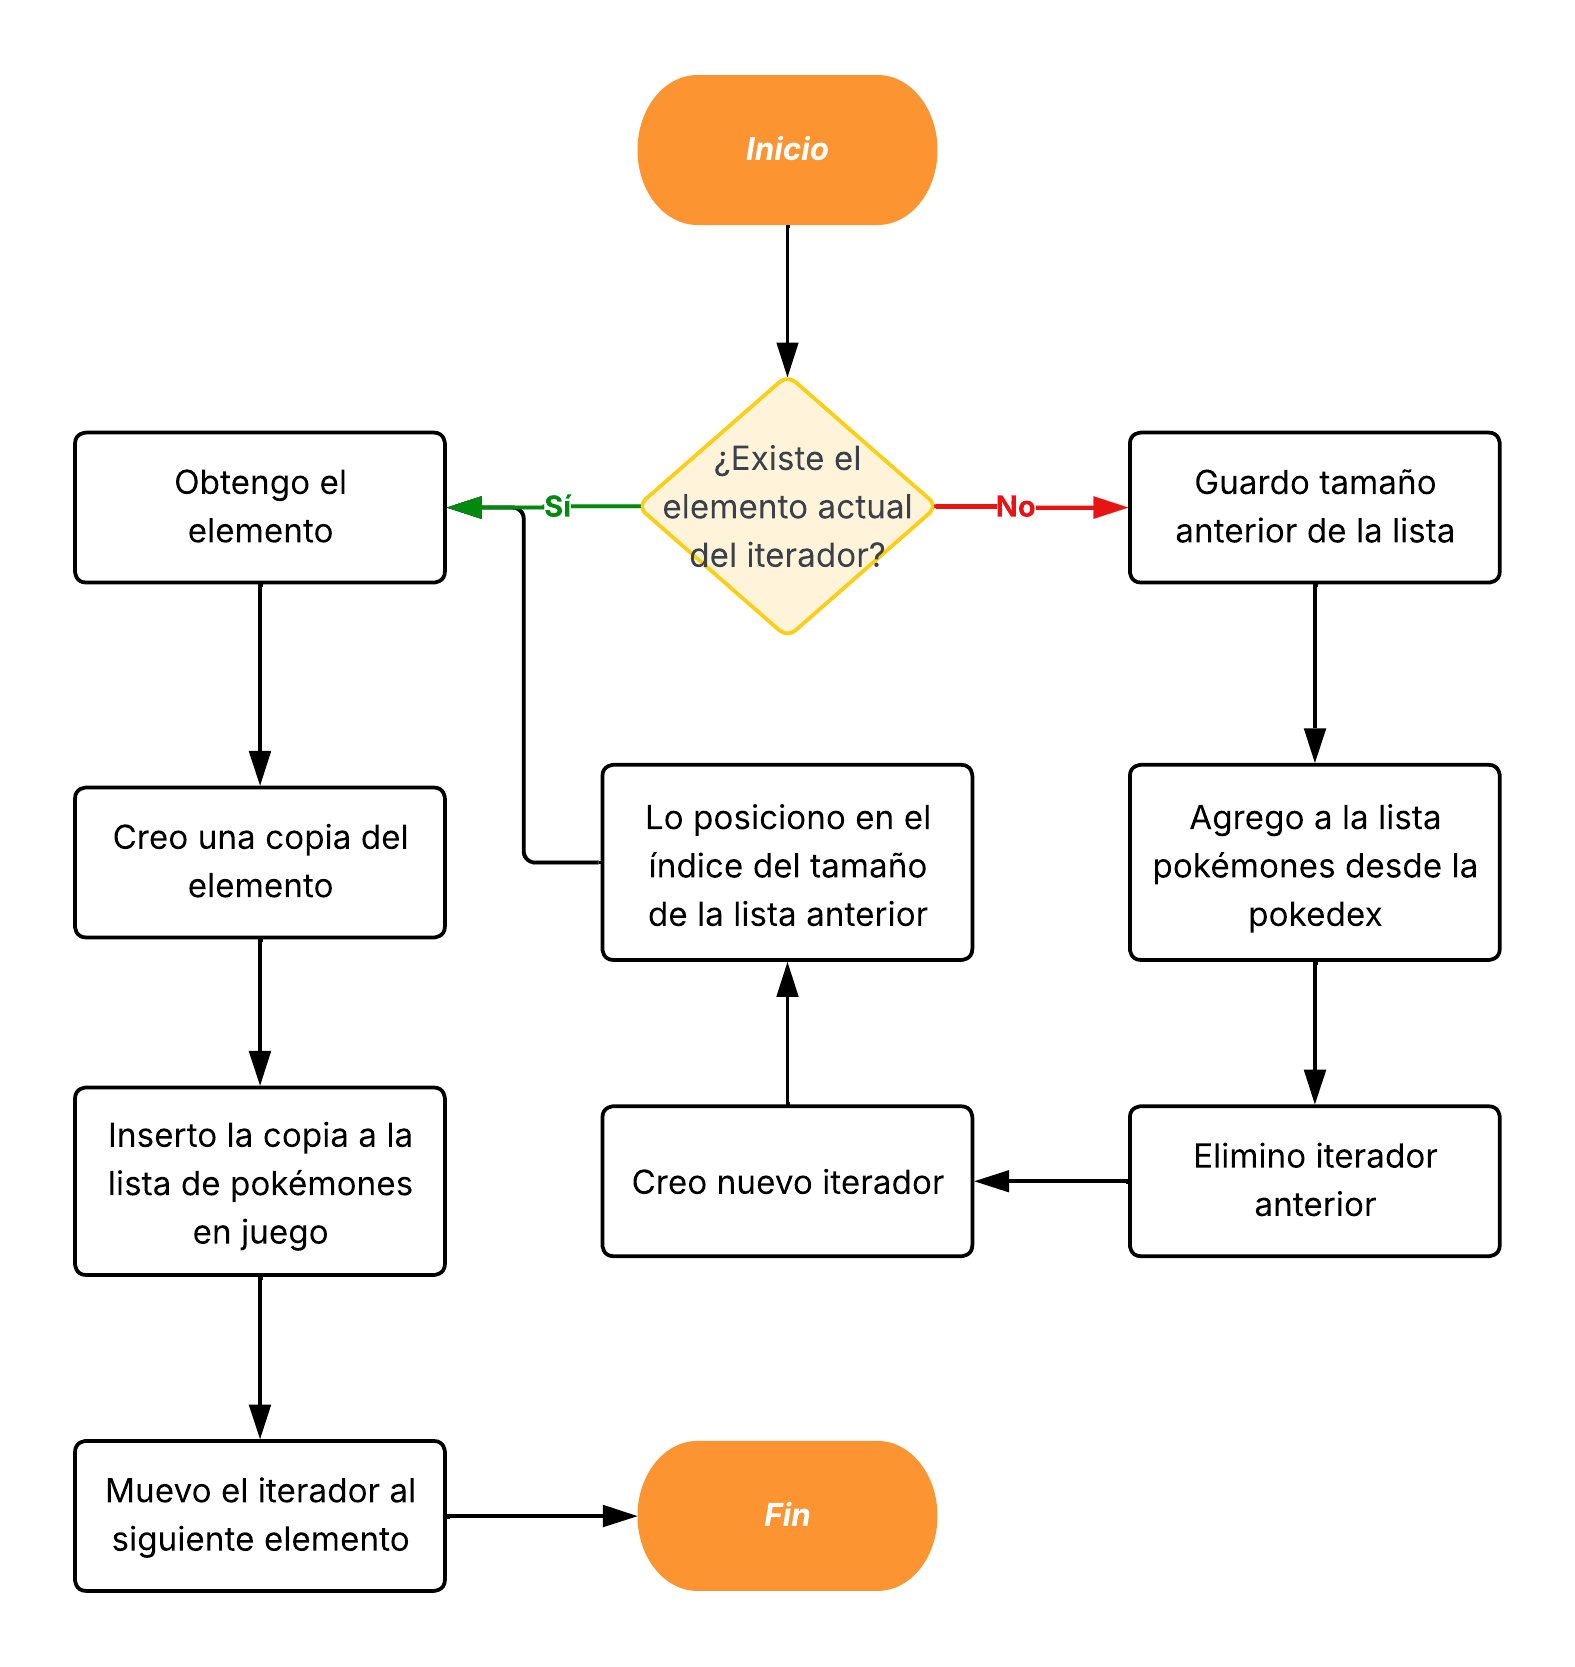 Inicio
¿Existe el
elemento actual
del iterador?
Sí
No
Obtengo el
elemento
Guardo tamaño
anterior de la lista
Creo una copia del
elemento
Lo posiciono en el
índice del tamaño
de la lista anterior
Agrego a la lista
pokémones desde la
pokedex
Inserto la copia a la
lista de pokémones
en juego
Creo nuevo iterador
Elimino iterador
anterior
Muevo el iterador al
siguiente elemento
Fin